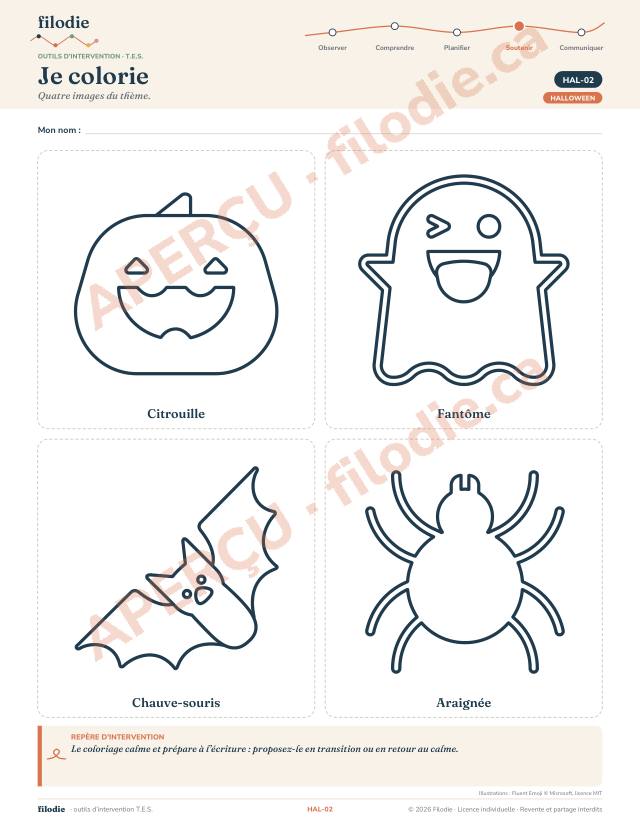 filodie
OUTILS D'INTERVENTION · T.E.S.
Je colorie
Quatre images du thème.
Observer Comprendre Planifier Soutenir Communiquer
HAL-02
HALLOWEEN
Mon nom :
APERÇU · filodie.ca
Citrouille
Fantôme
APERÇU · filodie.ca
Chauve-souris
Araignée
REPÈRE D'INTERVENTION
Le coloriage calme et prépare à l'écriture : proposez-le en transition ou en retour au calme.
Illustrations : Fluent Emoji © Microsoft, licence MIT
filodie · outils d'intervention T.E.S. HAL-02 © 2026 Filodie · Licence individuelle · Revente et partage interdits